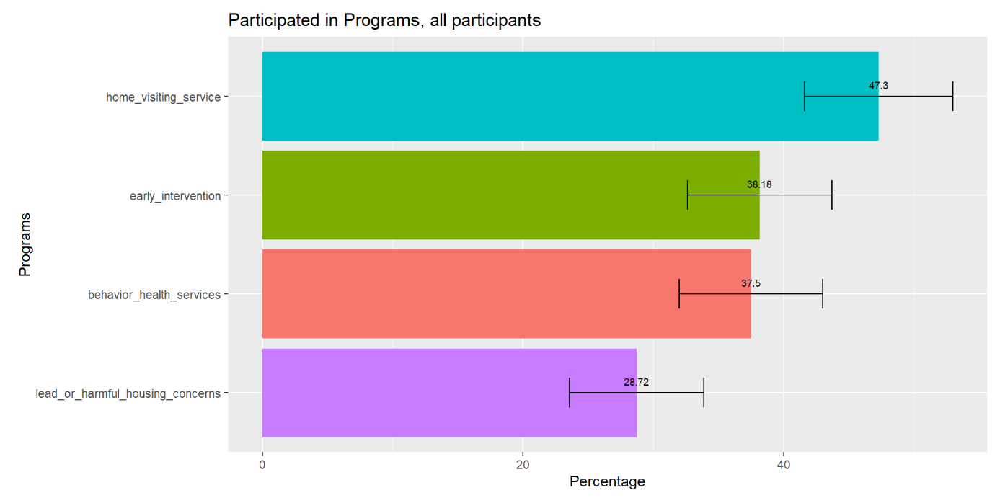 Participated in Programs, all participants
home_visiting_service
47.3
early_intervention
38.18
Programs
behavior_health_services
37.5
lead_or_harmful_housing_concerns
28.72
0
20
40
Percentage